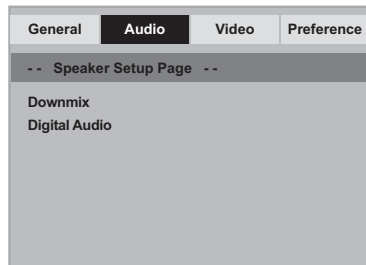 General Audio Video Preference
- - Speaker Setup Page - -
Downmix
Digital Audio